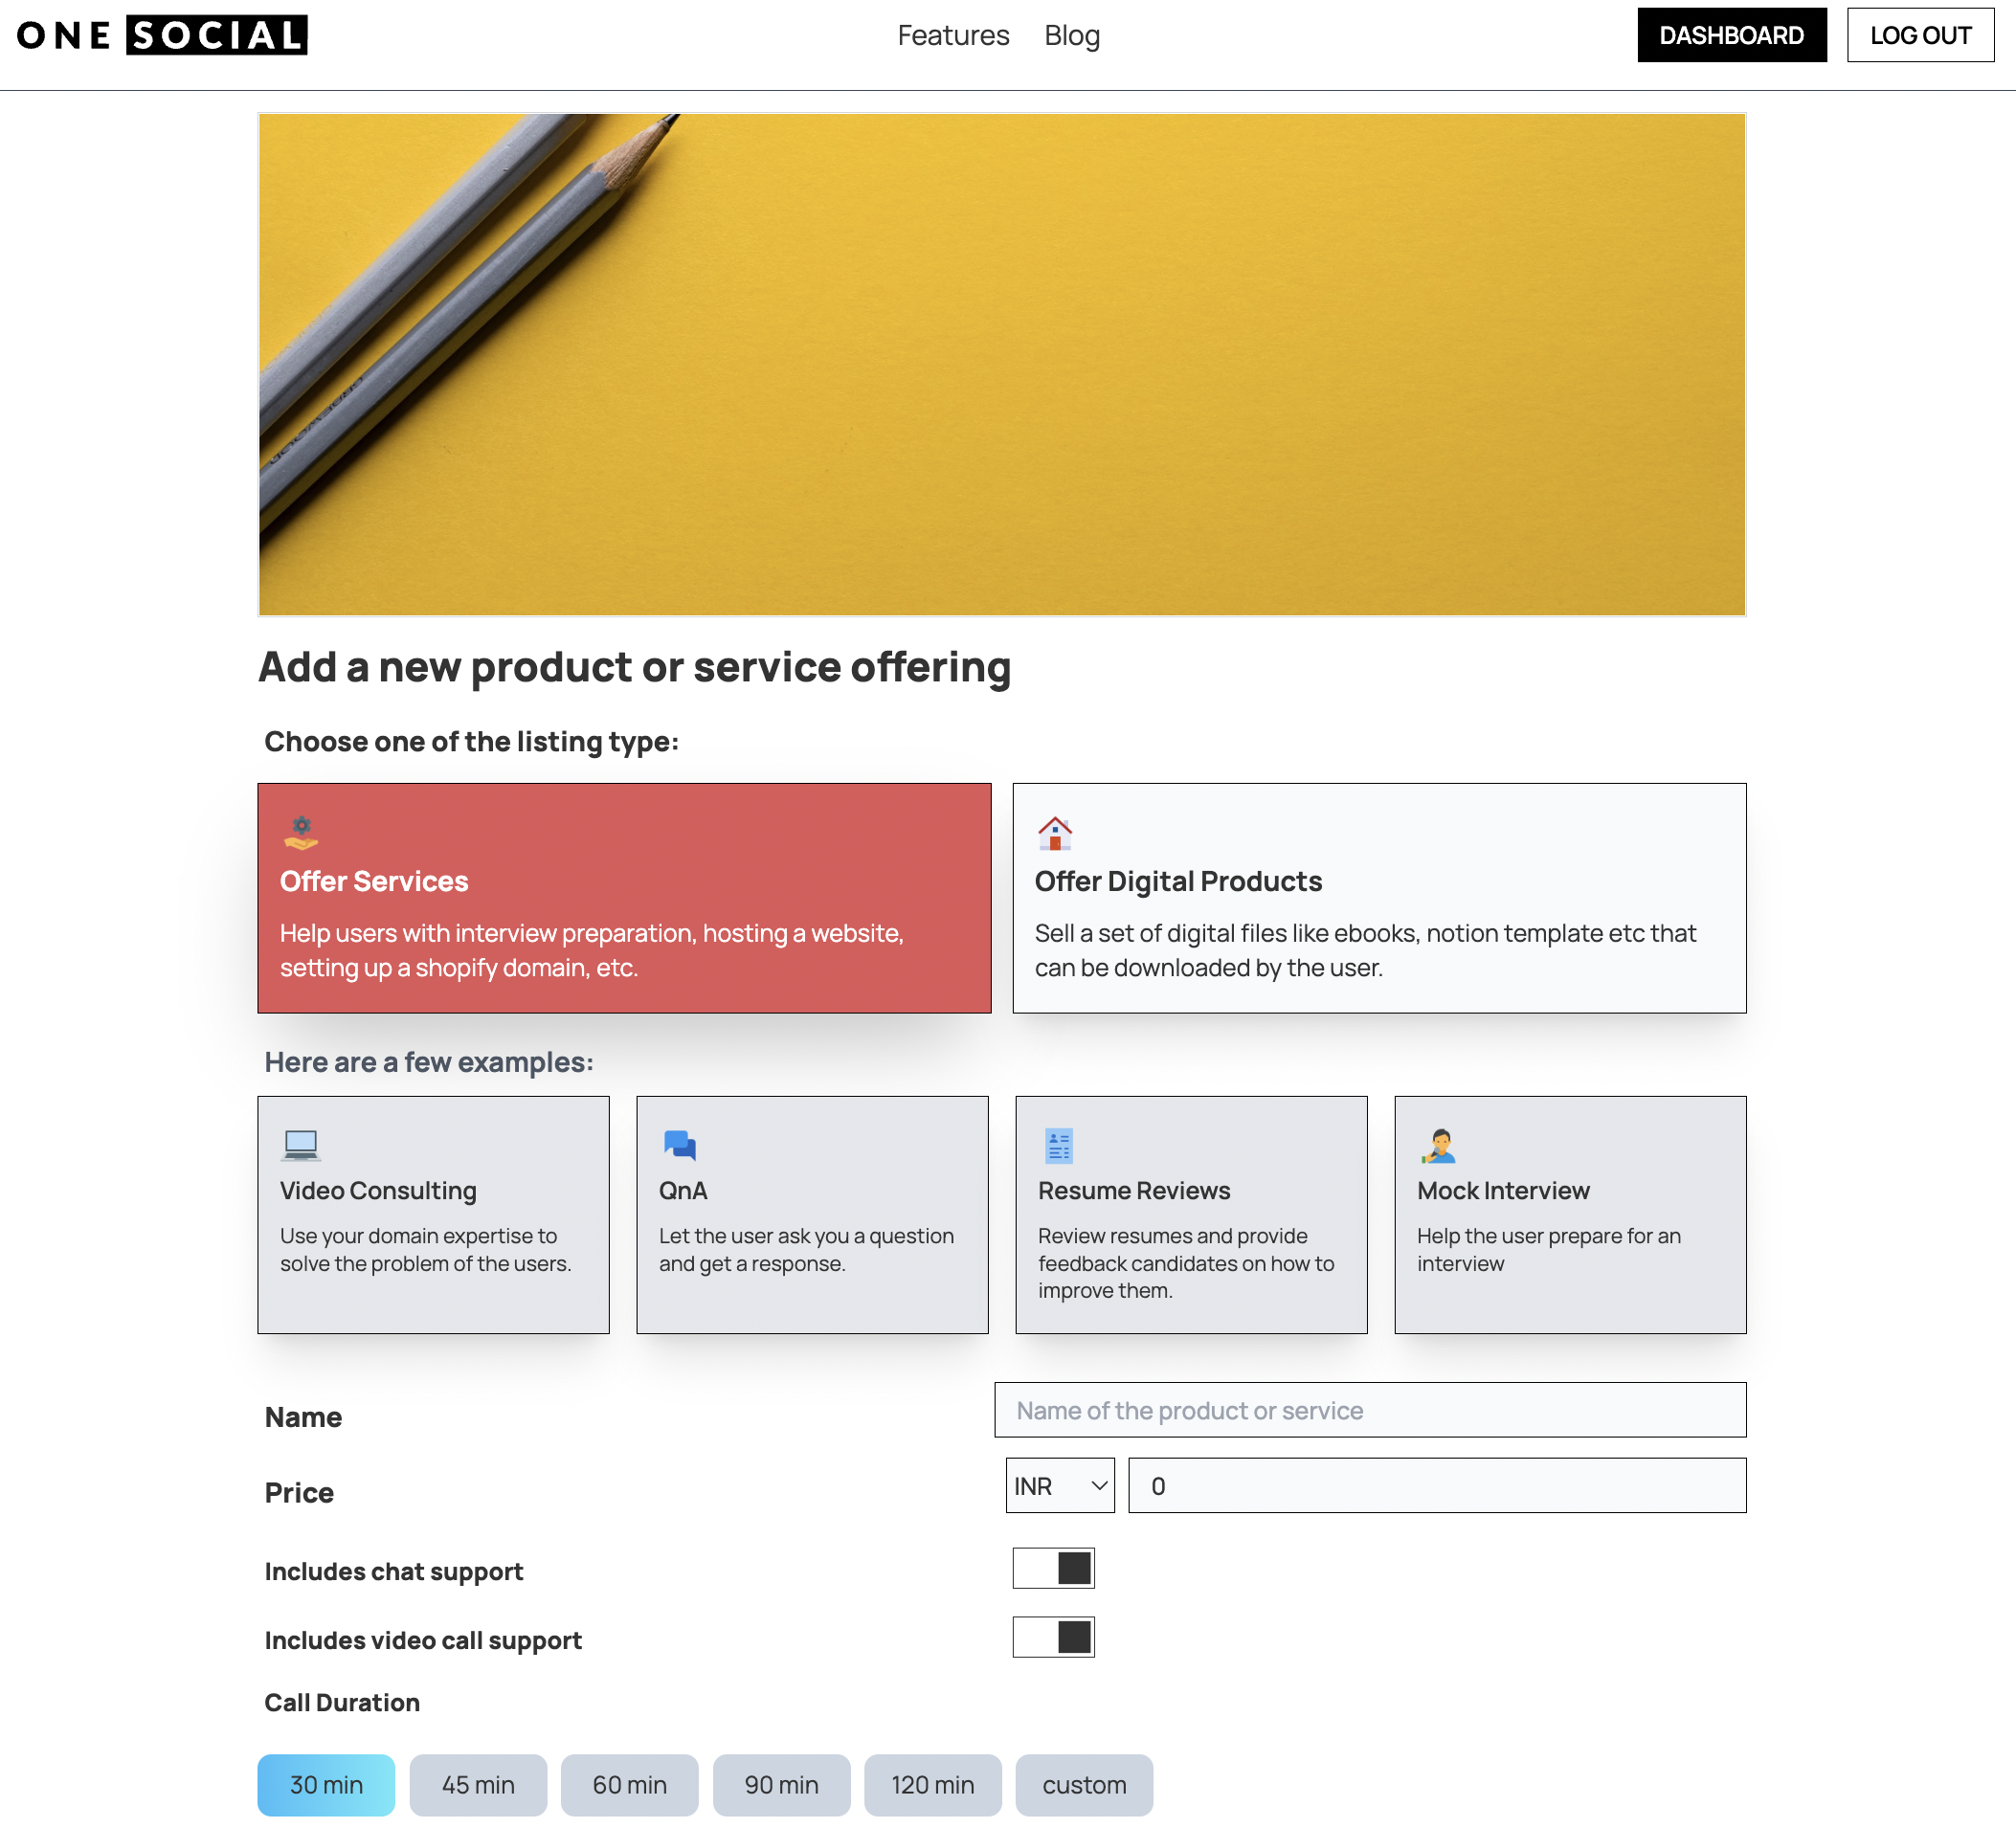 ONE SOCIAL
Features
Blog
DASHBOARD
LOG OUT
Add a new product or service offering
Choose one of the listing type:
Offer Services
Help users with interview preparation, hosting a website,
setting up a shopify domain, etc.
Offer Digital Products
Sell a set of digital files like ebooks, notion template etc that
can be downloaded by the user.
Here are a few examples:
Video Consulting
Use your domain expertise to
solve the problem of the users.
QnA
Let the user ask you a question
and get a response.
Resume Reviews
Review resumes and provide
feedback candidates on how to
improve them.
Mock Interview
Help the user prepare for an
interview
Name
Name of the product or service
Price
INR
0
Includes chat support
Includes video call support
Call Duration
30 min
45 min
60 min
90 min
120 min
custom